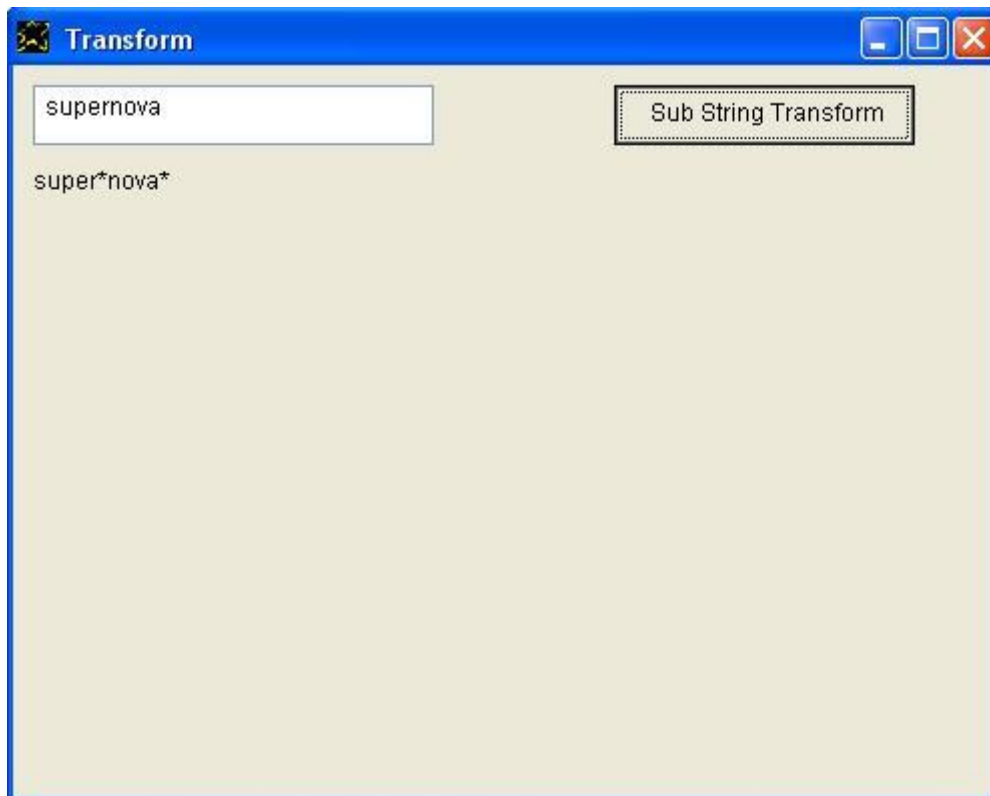 Transform
supernova
Sub String Transform
super*nova*